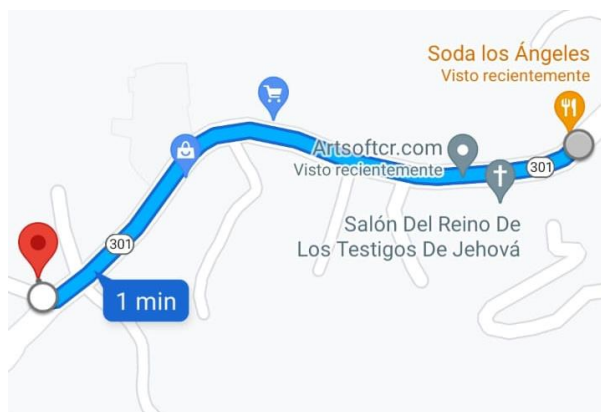 Soda los Ángeles
Visto recientemente
Artsoftcr.com
Visto recientemente
301
Salón Del Reino De
Los Testigos De Jehová
301
1 min